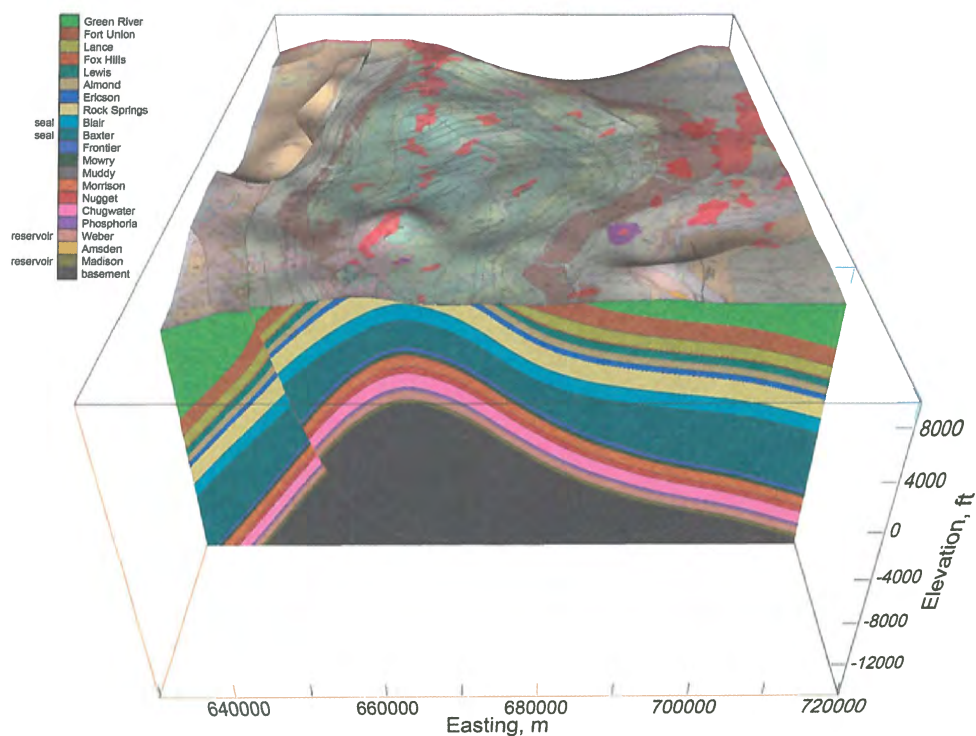 Green River
Fort Union
Lance
Fox Hills
Lewis
Almond
Ericson
Rock Springs
seal Blair
seal Baxter
Frontier
Mowry
Muddy
Morrison
Nugget
Chugwater
Phosphoria
reservoir Weber
Amsden
reservoir Madison
basement
8000
4000
0
-4000
-8000
-12000
Elevation, ft
640000 660000 680000 700000 720000
Easting, m